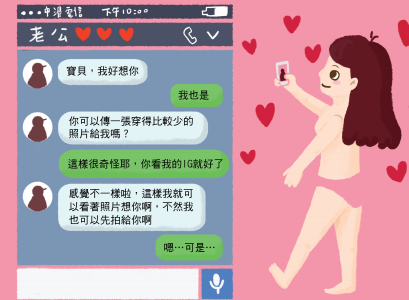 中漫電信 下午10:00
老公
寶貝，我好想你
我也是
你可以傳一張穿得比較少的
照片給我嗎？
這樣很奇怪耶，你看我的IG就好了
感覺不一樣啦，這樣我就可
以看著照片想你啊，不然我
也可以先拍給你啊
嗯…可是…